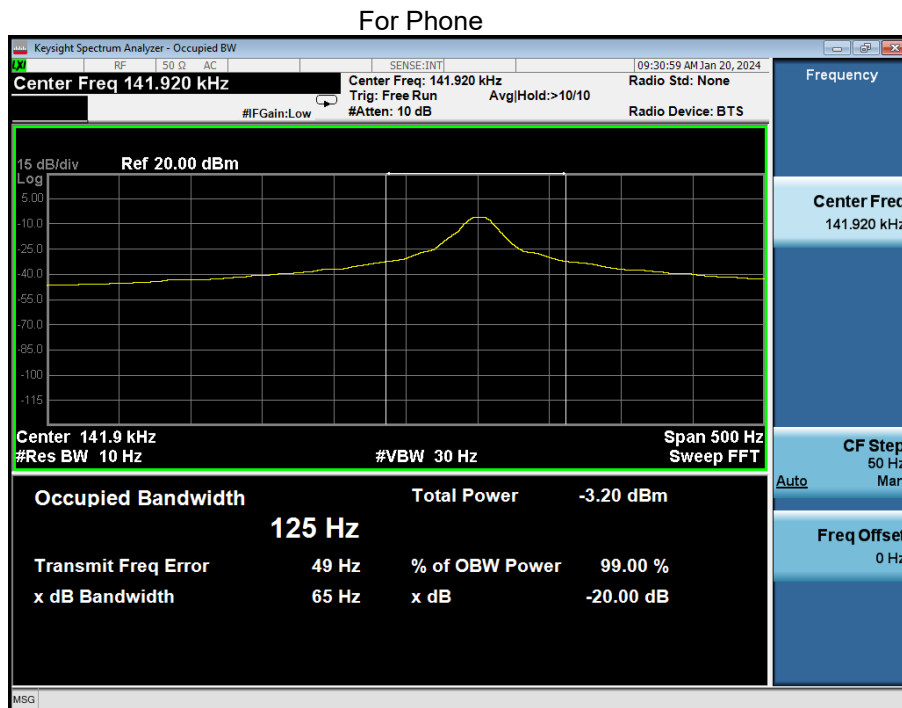 For Phone
Keysight Spectrum Analyzer - Occupied BW
LXI RF 50 Ω AC SENSE:INT 09:30:59 AM Jan 20, 2024
Center Freq 141.920 kHz
Center Freq: 141.920 kHz Radio Std: None
Trig: Free Run Avg|Hold:>10/10
#IFGain:Low #Atten: 10 dB Radio Device: BTS
15 dB/div Ref 20.00 dBm
Log
5.00
-10.0
-25.0
-40.0
-55.0
-70.0
-85.0
-100
-115
Center 141.9 kHz Span 500 Hz
#Res BW 10 Hz #VBW 30 Hz Sweep FFT
Occupied Bandwidth Total Power -3.20 dBm
125 Hz
Transmit Freq Error 49 Hz % of OBW Power 99.00 %
x dB Bandwidth 65 Hz x dB -20.00 dB
MSG
Frequency
Center Freq
141.920 kHz
CF Step
50 Hz
Auto Man
Freq Offset
0 Hz